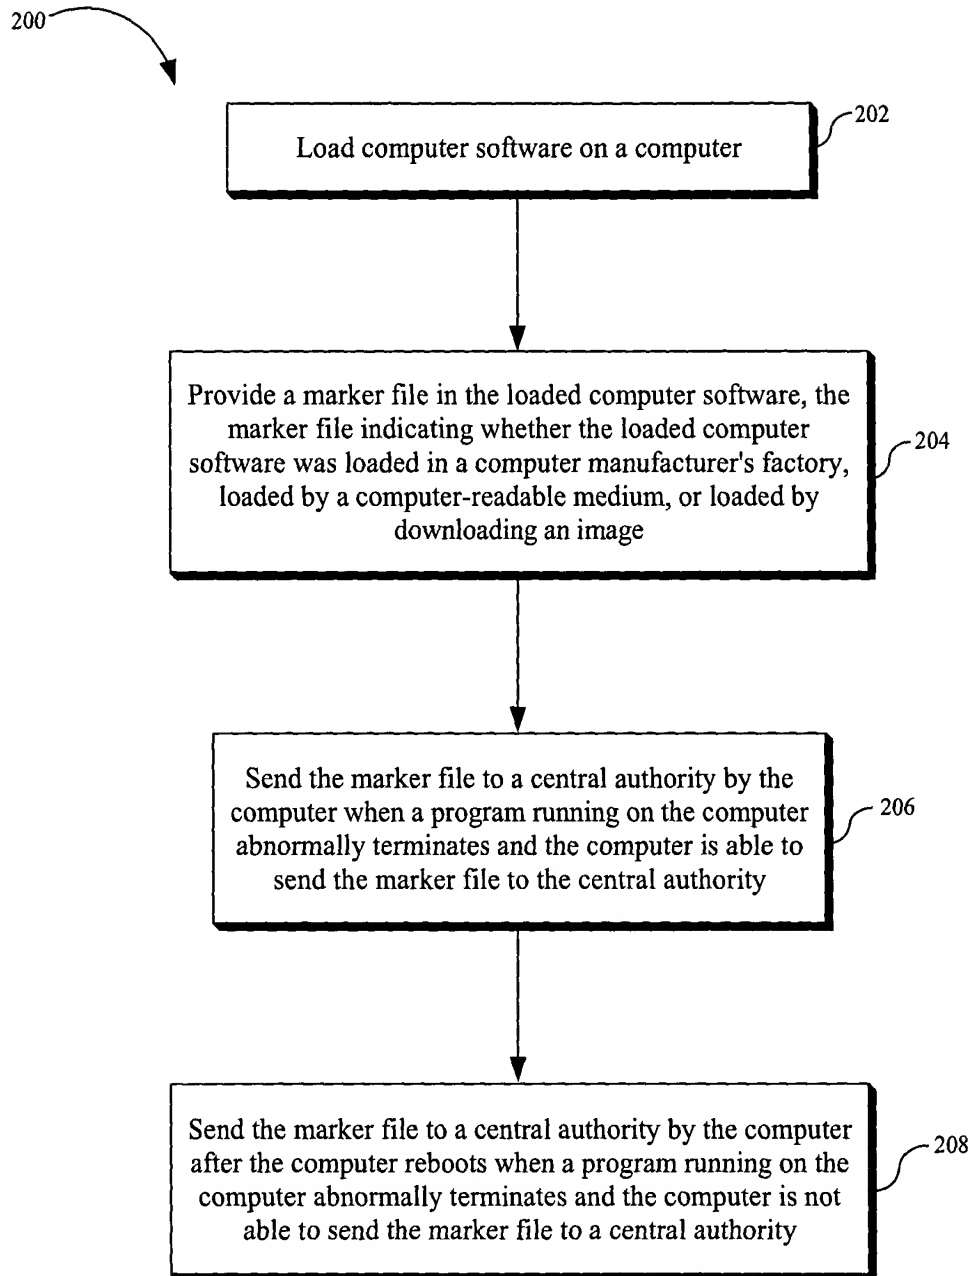 200
202
Load computer software on a computer
Provide a marker file in the loaded computer software, the
marker file indicating whether the loaded computer
software was loaded in a computer manufacturer's factory,
loaded by a computer-readable medium, or loaded by
downloading an image
204
Send the marker file to a central authority by the
computer when a program running on the computer
abnormally terminates and the computer is able to
send the marker file to the central authority
206
Send the marker file to a central authority by the computer
after the computer reboots when a program running on the
computer abnormally terminates and the computer is not
able to send the marker file to a central authority
208